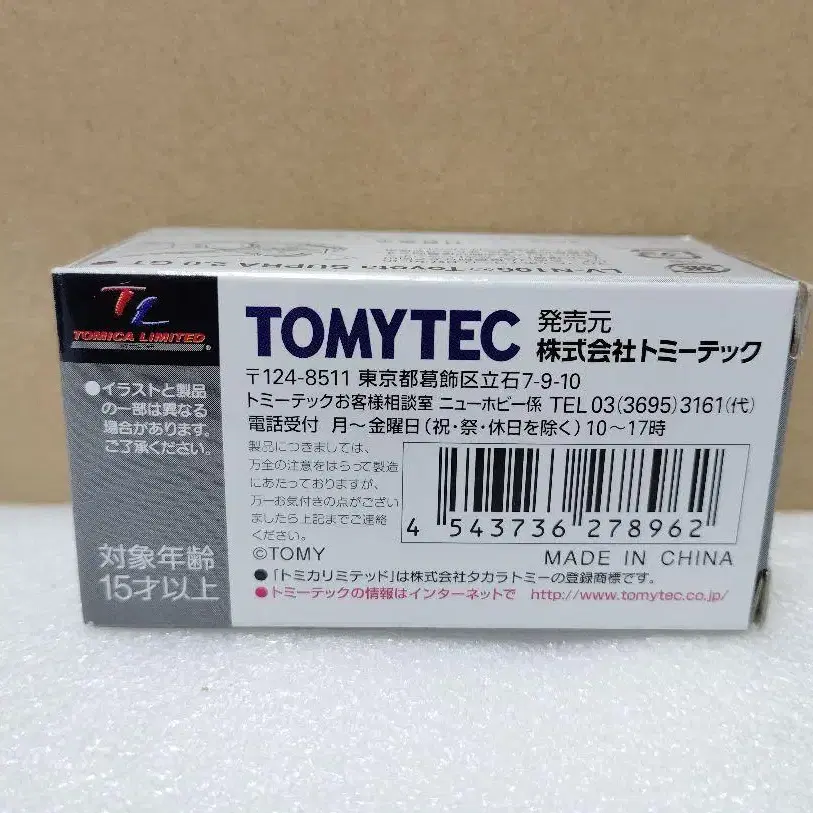 LV-N106 Toyota SUPRA 2.0 GT
TL
TOMICA LIMITED
●イラストと製品
の一部は異なる
場合があります。
ご了承ください。
対象年齢
15才以上
TOMYTEC
発売元
株式会社トミーテック
〒124-8511 東京都葛飾区立石7-9-10
トミーテックお客様相談室 ニューホビー係 TEL 03(3695)3161(代)
電話受付 月〜金曜日(祝・祭・休日を除く)10〜17時
製品につきましては、
万全の注意をはらって製造
にあたっておりますが、
万一お気付きの点がござい
ましたら上記までご連絡
ください。
4 543736 278962
©TOMY
MADE IN CHINA
●「トミカリミテッド」は株式会社タカラトミーの登録商標です。
●トミーテックの情報はインターネットで http://www.tomytec.co.jp/